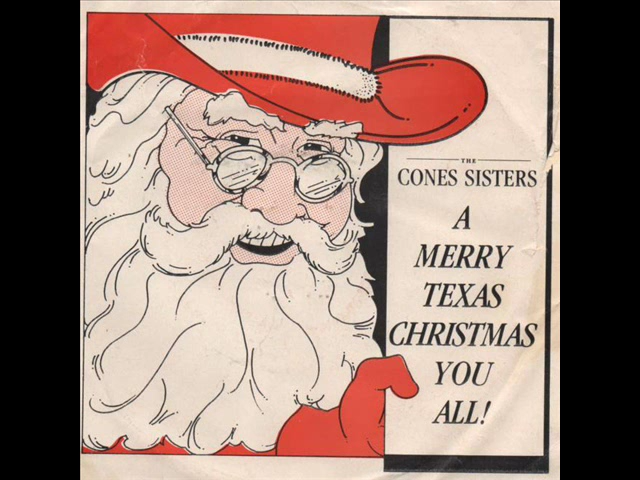 THE
CONES SISTERS
A
MERRY
TEXAS
CHRISTMAS
YOU
ALL!